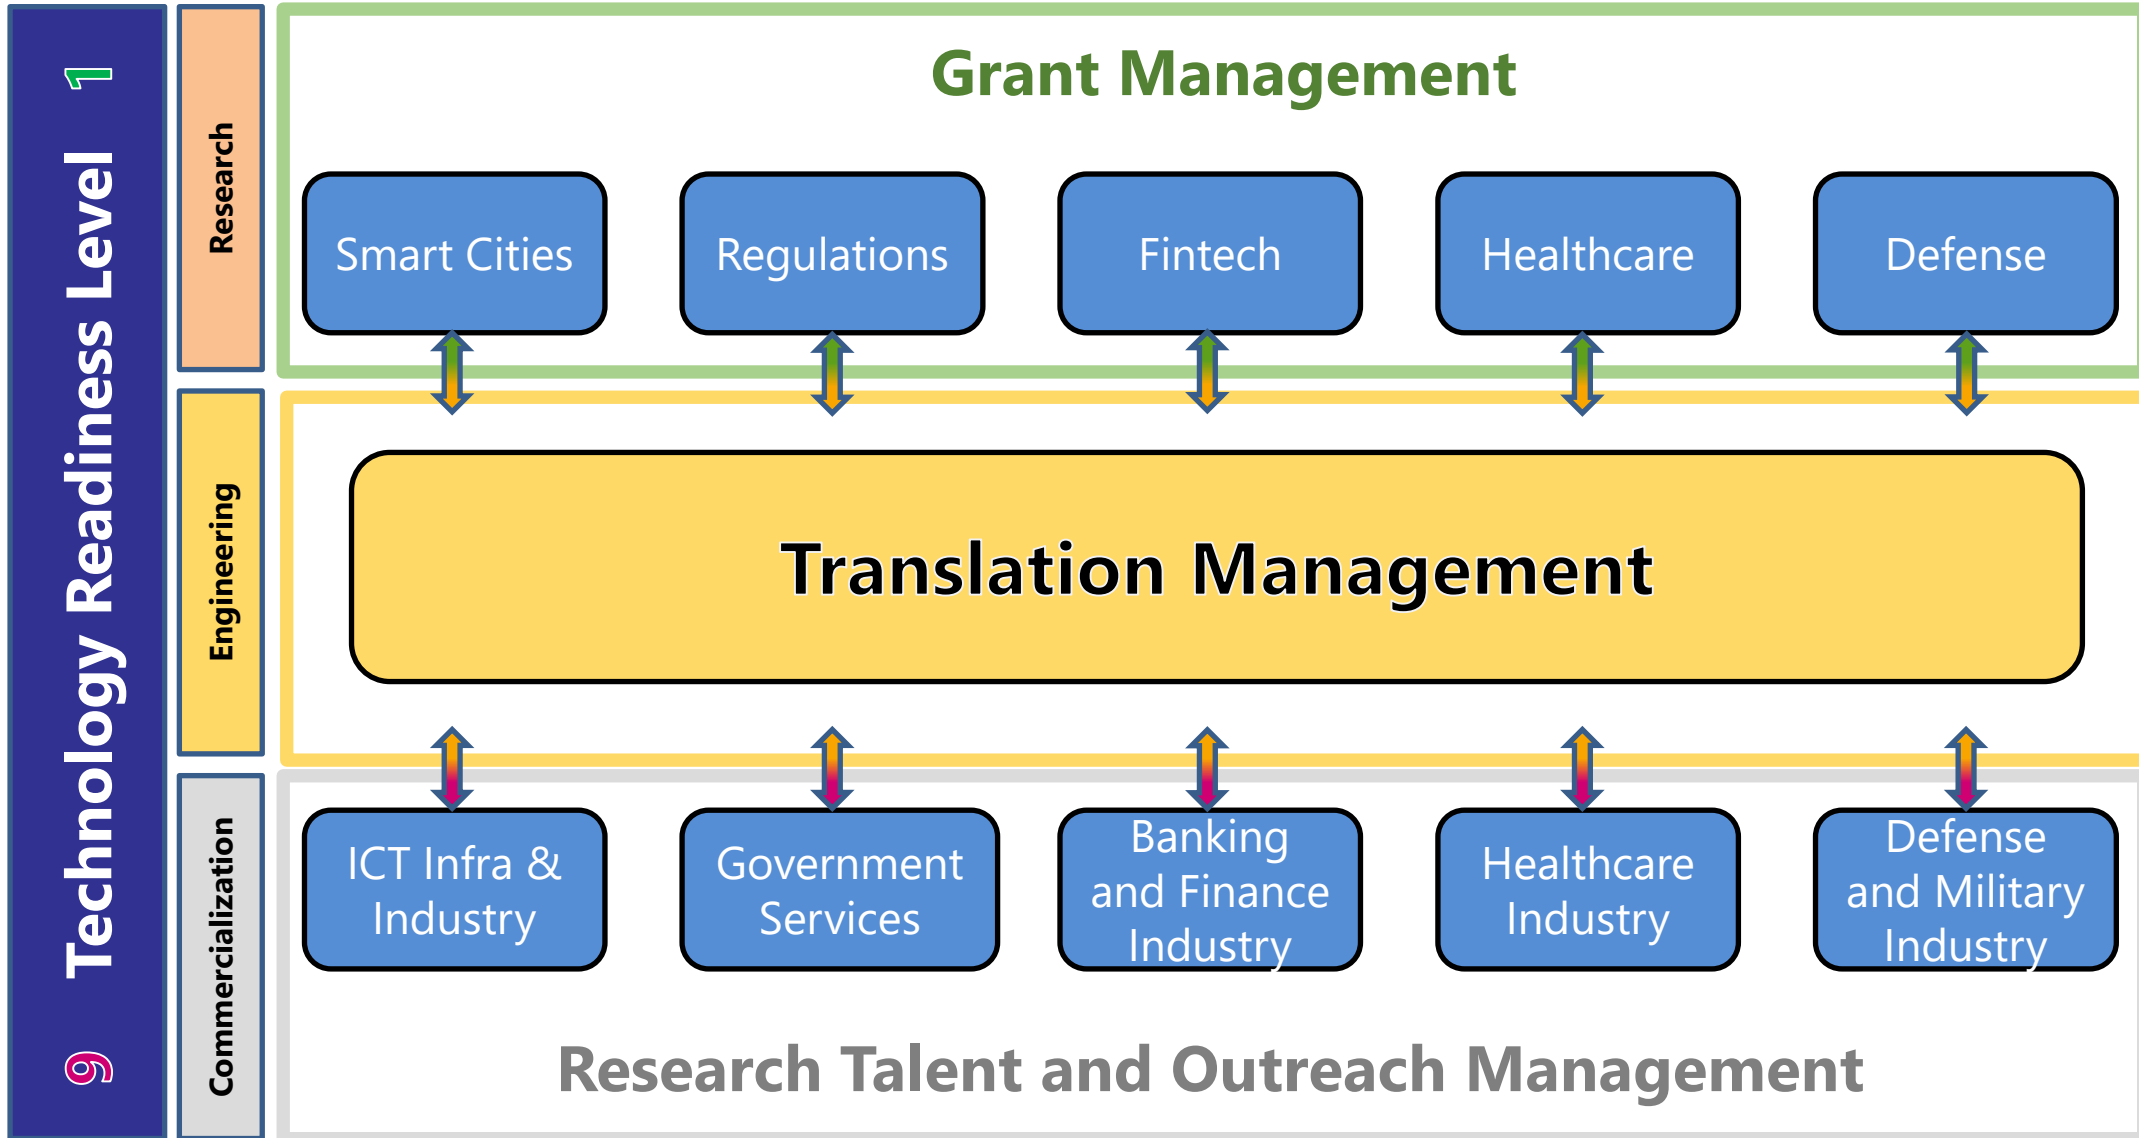 9 Technology Readiness Level 1
Research
Grant Management
Smart Cities
Regulations
Fintech
Healthcare
Defense
Engineering
Translation Management
Commercialization
ICT Infra &
Industry
Government
Services
Banking
and Finance
Industry
Healthcare
Industry
Defense
and Military
Industry
Research Talent and Outreach Management